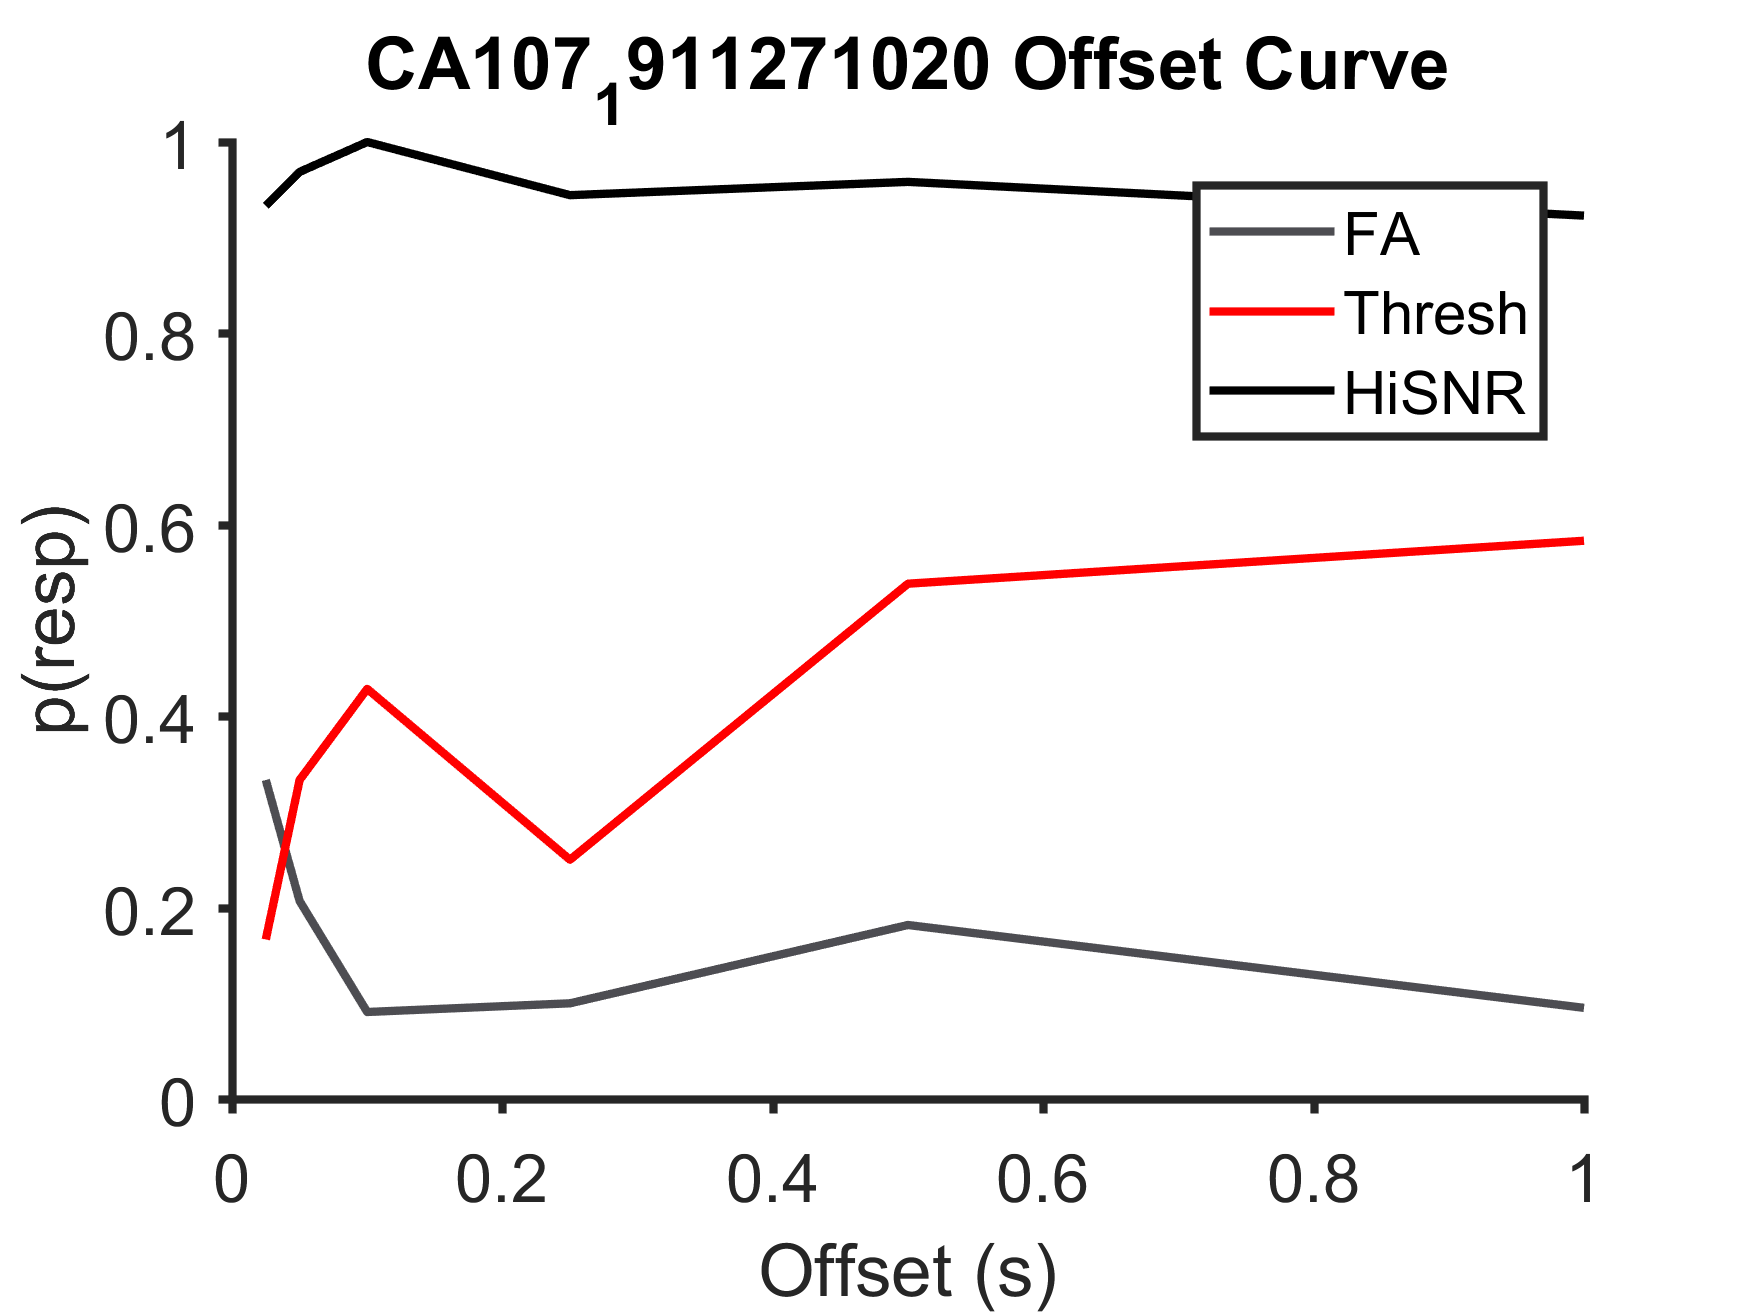 CA107₁911271020 Offset Curve
1
0.8
0.6
0.4
0.2
0
p(resp)
FA
Thresh
HiSNR
0 0.2 0.4 0.6 0.8 1
Offset (s)